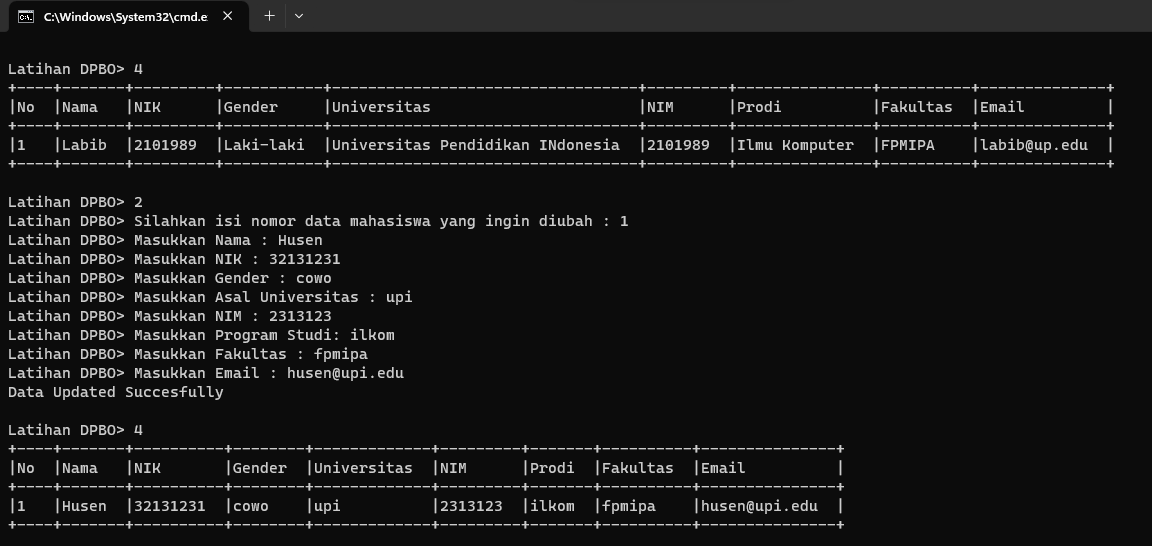 C:\Windows\System32\cmd.e
Latihan DPBO> 4
+----+-------+---------+-----------+----------------------------------+---------+---------------+----------+--------------+
|No  |Nama   |NIK      |Gender     |Universitas                       |NIM      |Prodi          |Fakultas  |Email         |
+----+-------+---------+-----------+----------------------------------+---------+---------------+----------+--------------+
|1   |Labib  |2101989  |Laki-laki  |Universitas Pendidikan INdonesia  |2101989  |Ilmu Komputer  |FPMIPA    |labib@up.edu  |
+----+-------+---------+-----------+----------------------------------+---------+---------------+----------+--------------+
Latihan DPBO> 2
Latihan DPBO> Silahkan isi nomor data mahasiswa yang ingin diubah : 1
Latihan DPBO> Masukkan Nama : Husen
Latihan DPBO> Masukkan NIK : 32131231
Latihan DPBO> Masukkan Gender : cowo
Latihan DPBO> Masukkan Asal Universitas : upi
Latihan DPBO> Masukkan NIM : 2313123
Latihan DPBO> Masukkan Program Studi: ilkom
Latihan DPBO> Masukkan Fakultas : fpmipa
Latihan DPBO> Masukkan Email : husen@upi.edu
Data Updated Succesfully
Latihan DPBO> 4
+----+-------+----------+--------+-------------+---------+-------+----------+---------------+
|No  |Nama   |NIK       |Gender  |Universitas  |NIM      |Prodi  |Fakultas  |Email          |
+----+-------+----------+--------+-------------+---------+-------+----------+---------------+
|1   |Husen  |32131231  |cowo    |upi          |2313123  |ilkom  |fpmipa    |husen@upi.edu  |
+----+-------+----------+--------+-------------+---------+-------+----------+---------------+